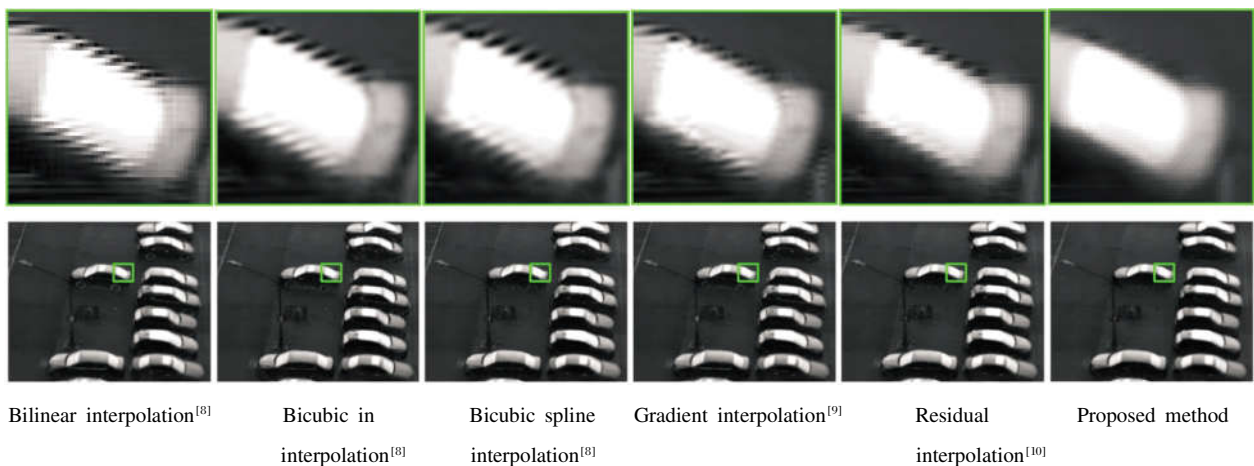 Bilinear interpolation[8]
Bicubic in
interpolation[8]
Bicubic spline
interpolation[8]
Gradient interpolation[9]
Residual
interpolation[10]
Proposed method